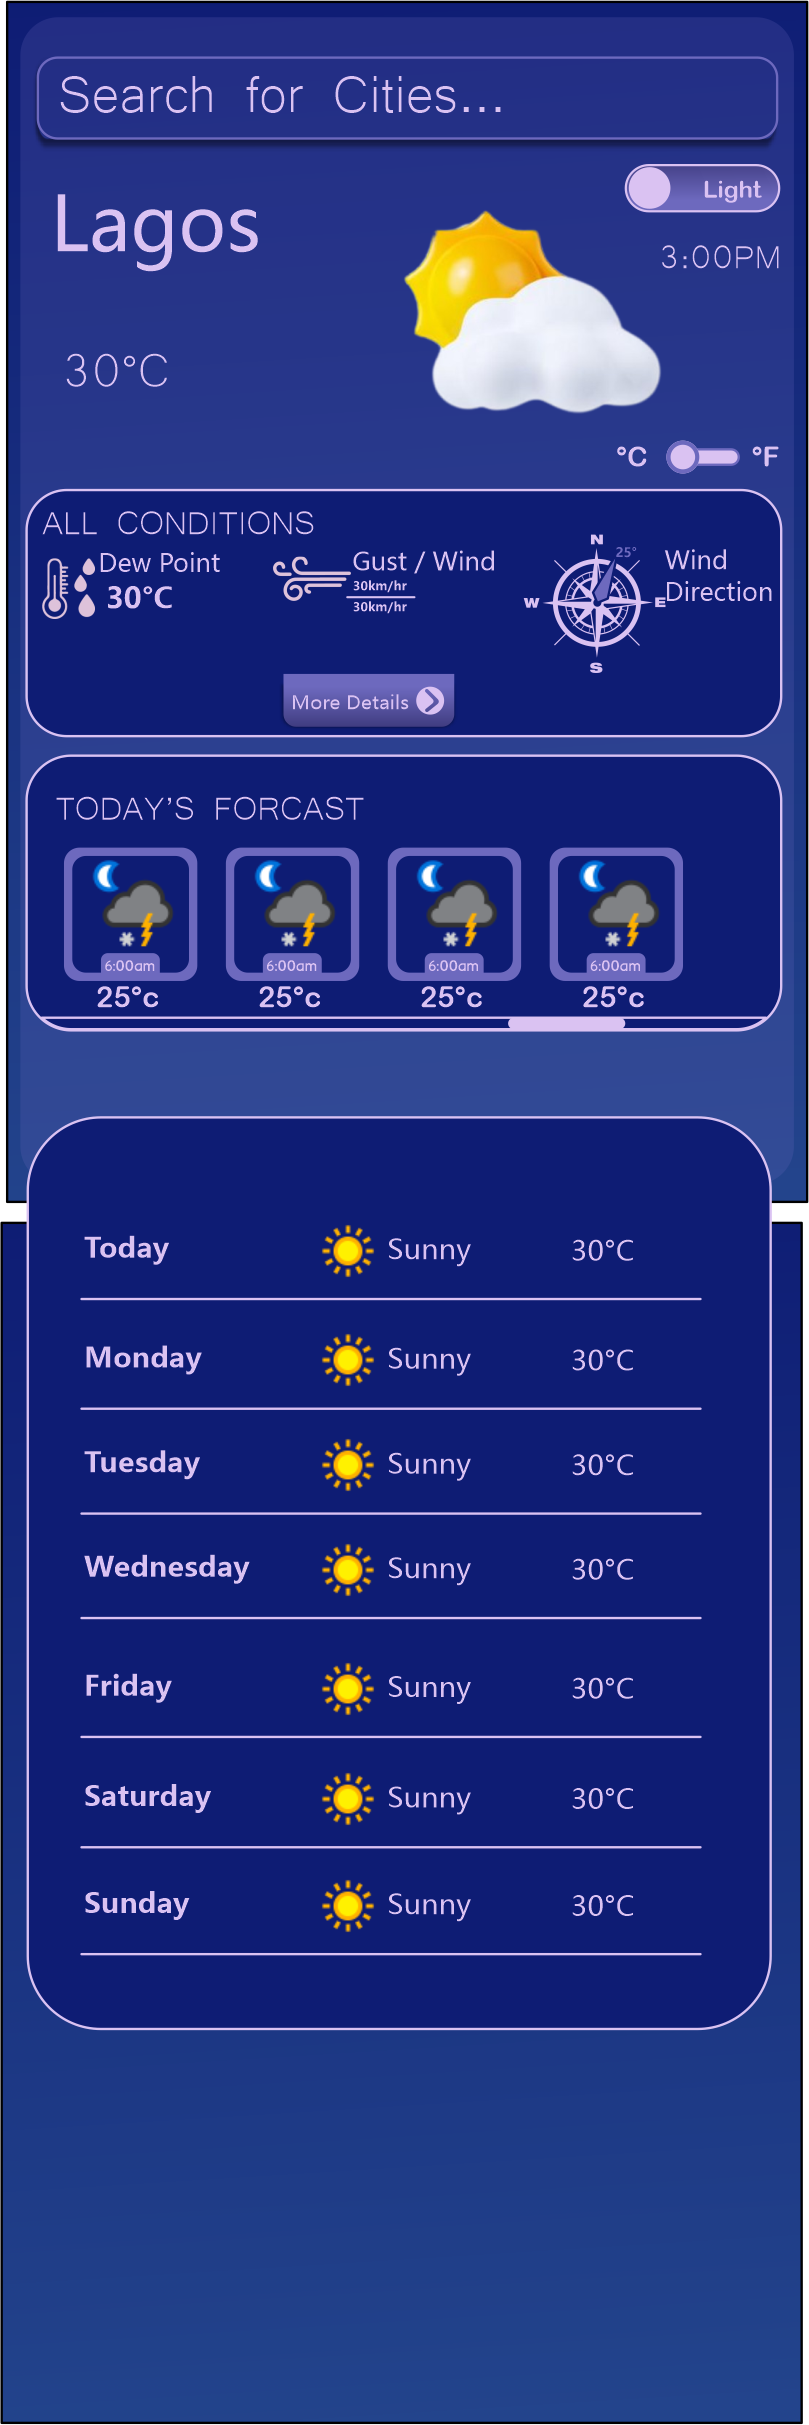 Search for Cities...
Light
Lagos
3:00PM
30°C
°C °F
ALL CONDITIONS
Dew Point
30°C
Gust / Wind
30km/hr
30km/hr
N
25°
W
E
S
Wind
Direction
More Details
TODAY'S FORCAST
6:00am 6:00am 6:00am 6:00am
25°c 25°c 25°c 25°c
Today Sunny 30°C
Monday Sunny 30°C
Tuesday Sunny 30°C
Wednesday Sunny 30°C
Friday Sunny 30°C
Saturday Sunny 30°C
Sunday Sunny 30°C